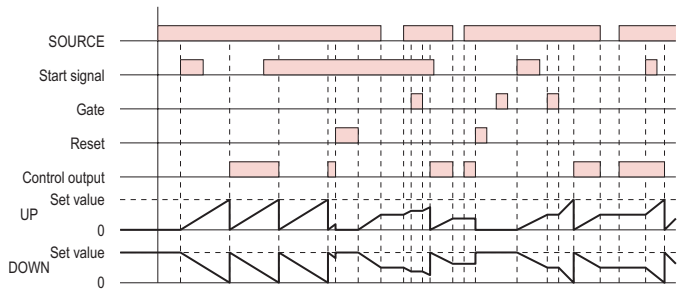 SOURCE
Start signal
Gate
Reset
Control output
Set value
UP
0
Set value
DOWN
0